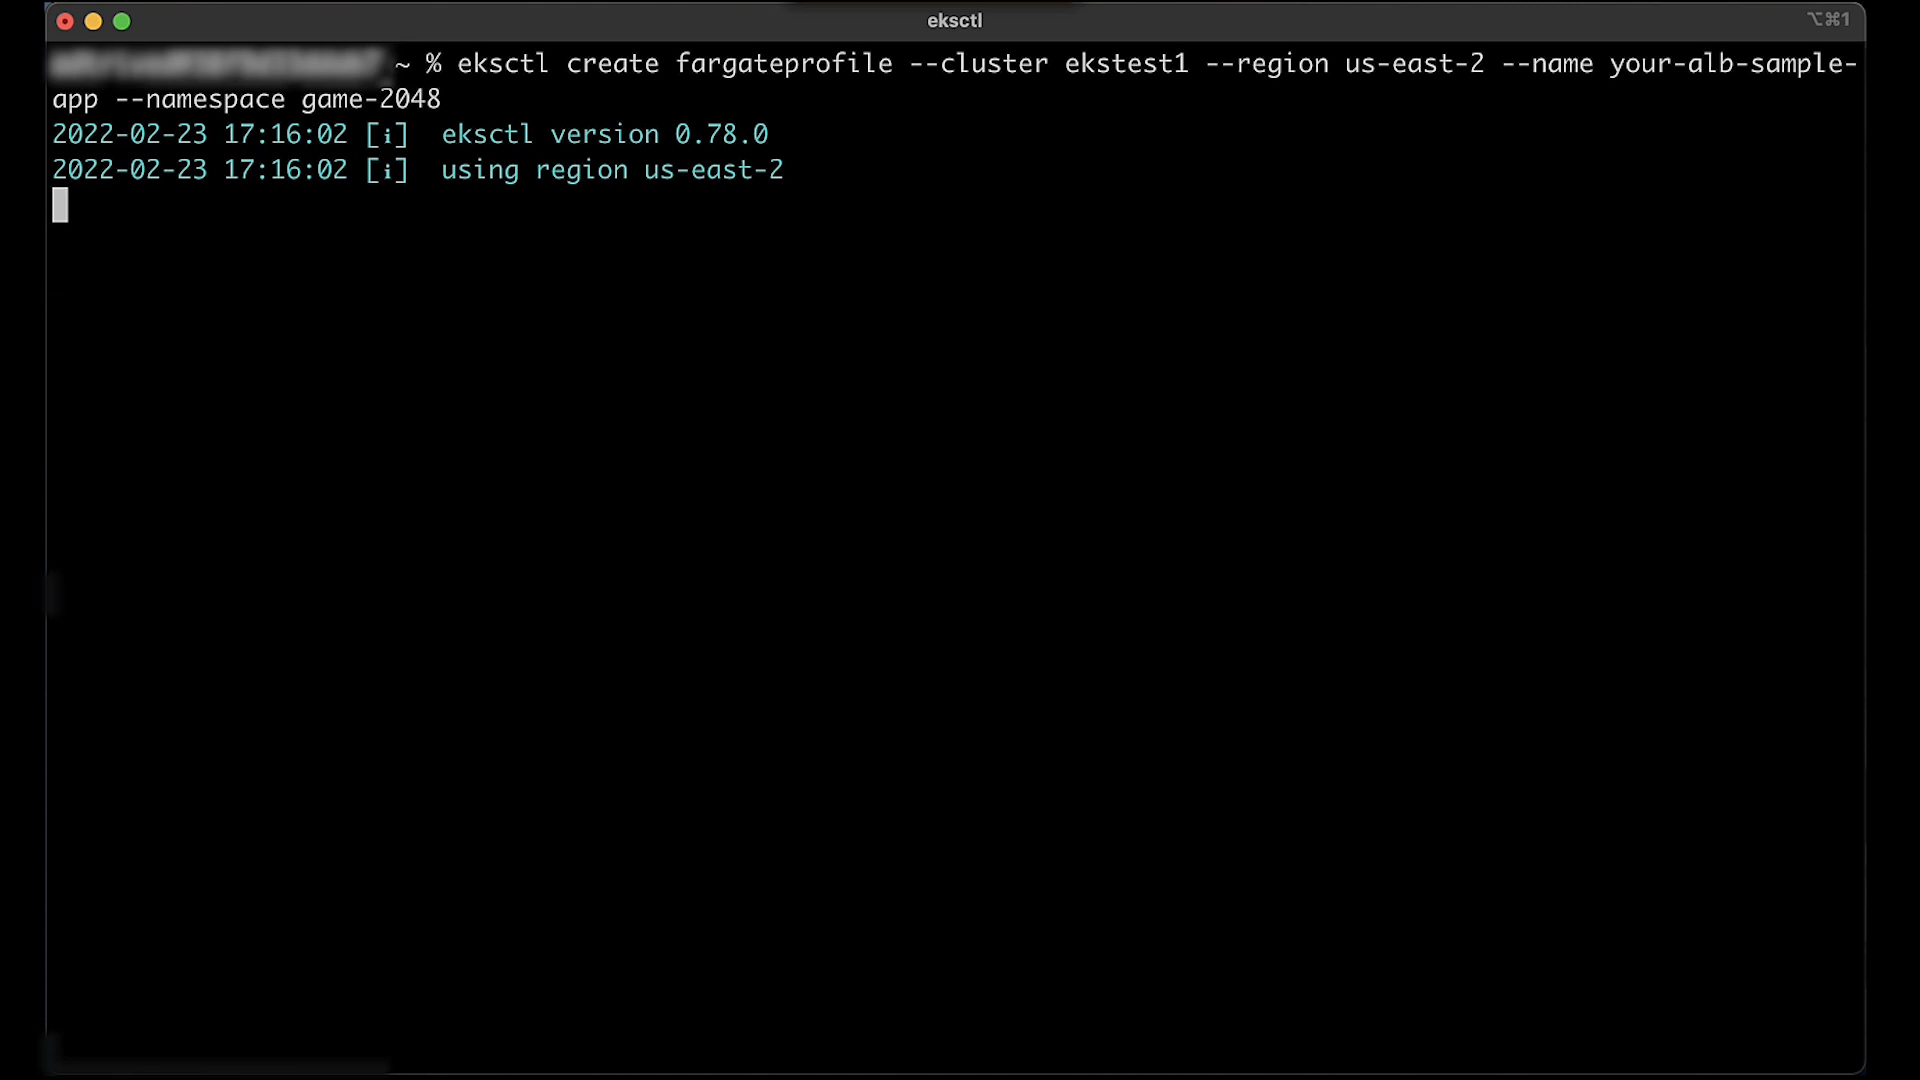 eksctl
⌥⌘1
~ % eksctl create fargateprofile --cluster ekstest1 --region us-east-2 --name your-alb-sample-
app --namespace game-2048
2022-02-23 17:16:02 [ℹ]  eksctl version 0.78.0
2022-02-23 17:16:02 [ℹ]  using region us-east-2